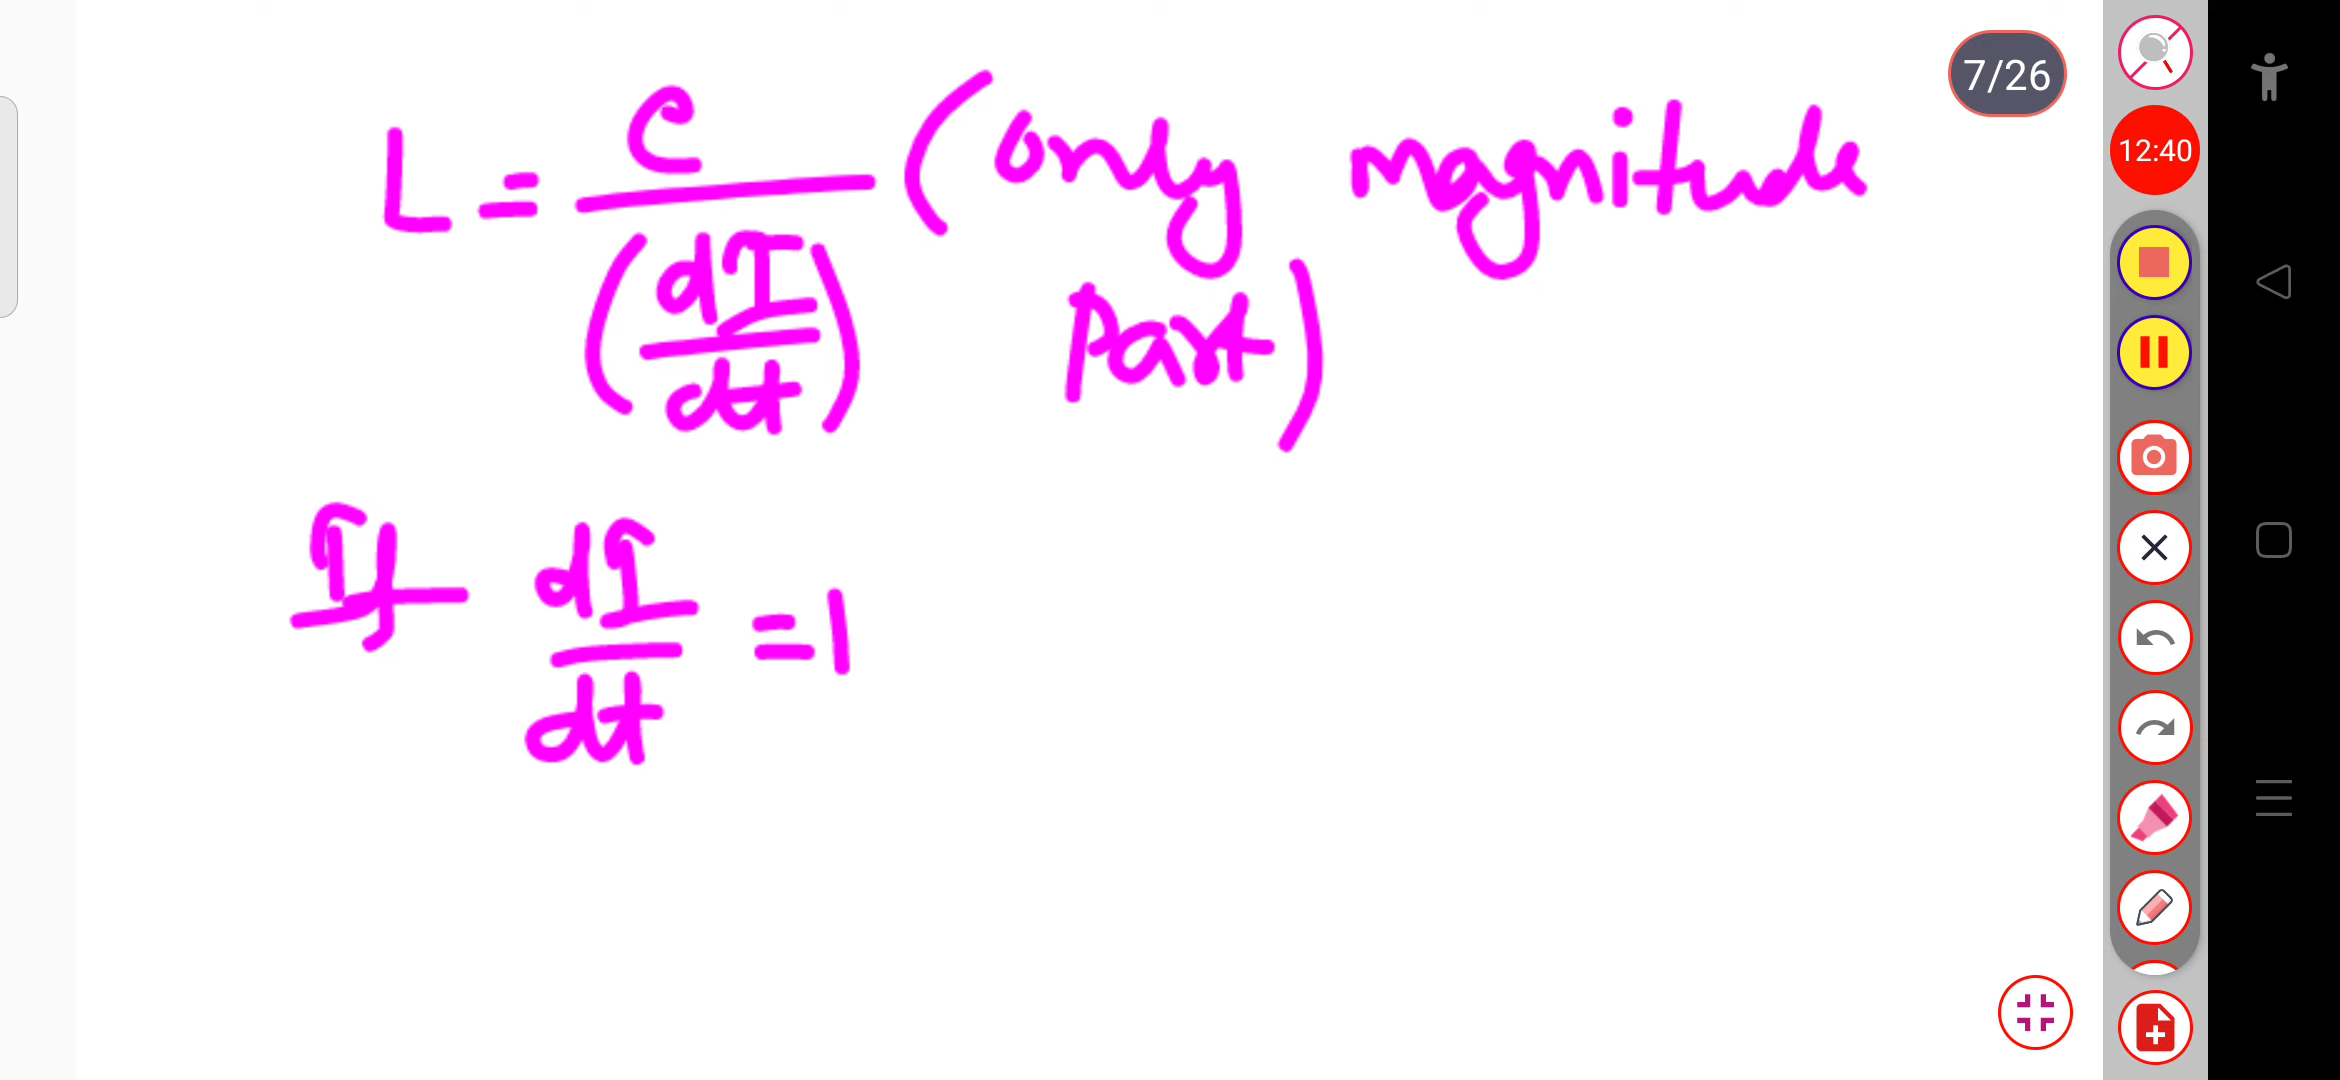 7/26
12:40
L = e / (dI/dt) (only magnitude
part)
If dI/dt = 1